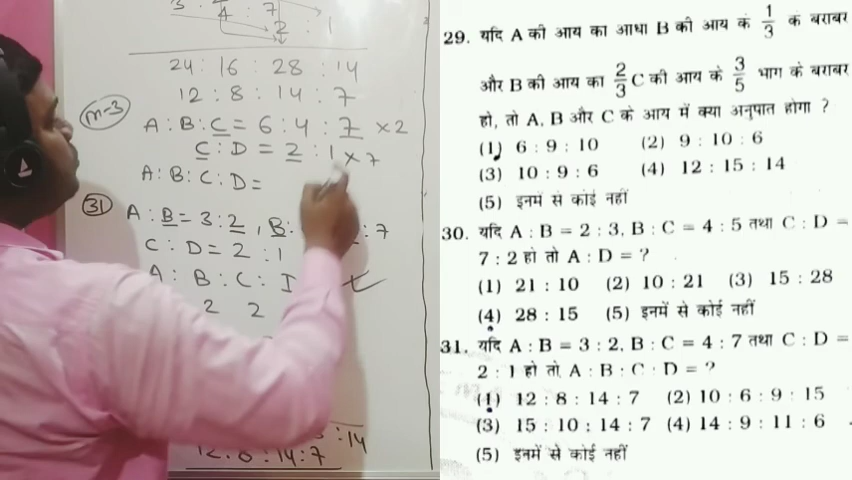 4 : 7
2 : 1
24 : 16 : 28 : 14
12 : 8 : 14 : 7
m-3
A : B : C = 6 : 4 : 7 × 2
C : D = 2 : 1 × 7
A : B : C : D =
31 A : B = 3 : 2 , B : : 7
C : D = 2 : 1
A : B : C : D
2 2
: 14
12 : 8 : 14 : 7
29. यदि A की आय का आधा B की आय के 1/3 के बराबर
और B की आय का 2/3 C की आय के 3/5 भाग के बराबर
हो, तो A, B और C के आय में क्या अनुपात होगा ?
(1) 6 : 9 : 10 (2) 9 : 10 : 6
(3) 10 : 9 : 6 (4) 12 : 15 : 14
(5) इनमें से कोई नहीं
30. यदि A : B = 2 : 3, B : C = 4 : 5 तथा C : D =
7 : 2 हो तो A : D = ?
(1) 21 : 10 (2) 10 : 21 (3) 15 : 28
(4) 28 : 15 (5) इनमें से कोई नहीं
31. यदि A : B = 3 : 2, B : C = 4 : 7 तथा C : D =
2 : 1 हो तो A : B : C : D = ?
(1) 12 : 8 : 14 : 7 (2) 10 : 6 : 9 : 15
(3) 15 : 10 : 14 : 7 (4) 14 : 9 : 11 : 6
(5) इनमें से कोई नहीं